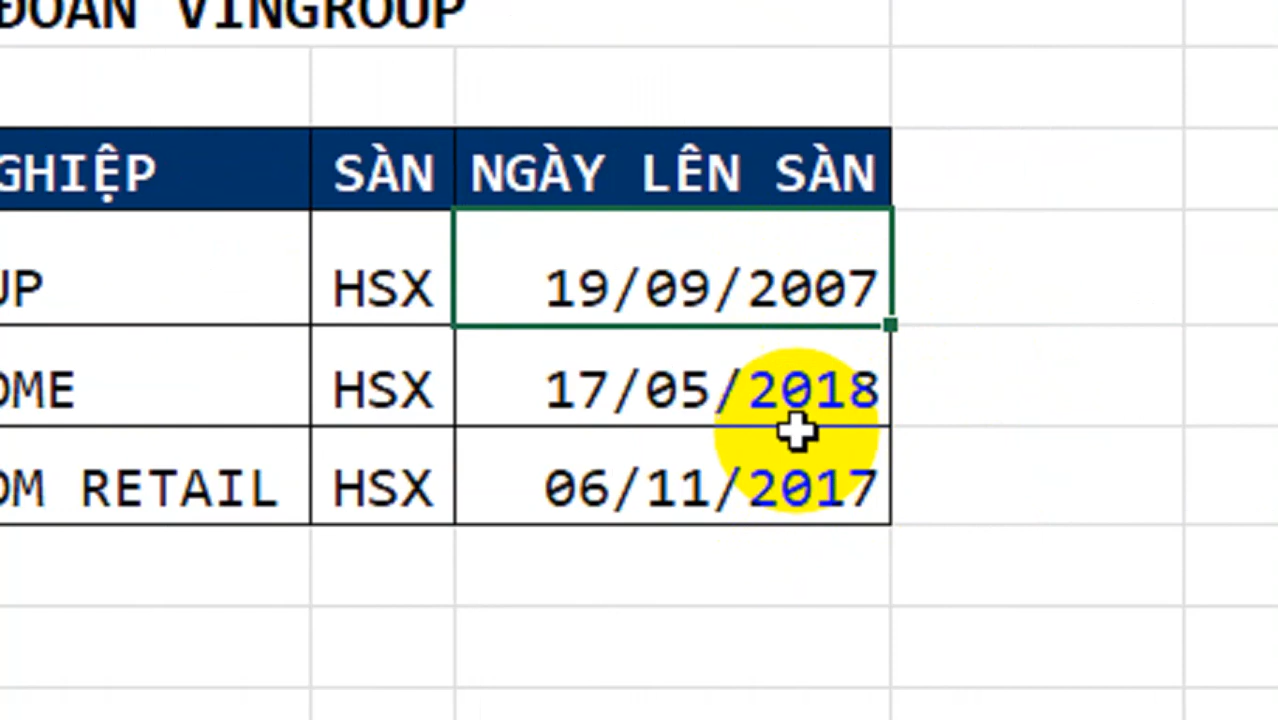 ĐOÀN VINGROUP
GHIỆP SÀN NGÀY LÊN SÀN
UP HSX 19/09/2007
OME HSX 17/05/2018
OM RETAIL HSX 06/11/2017